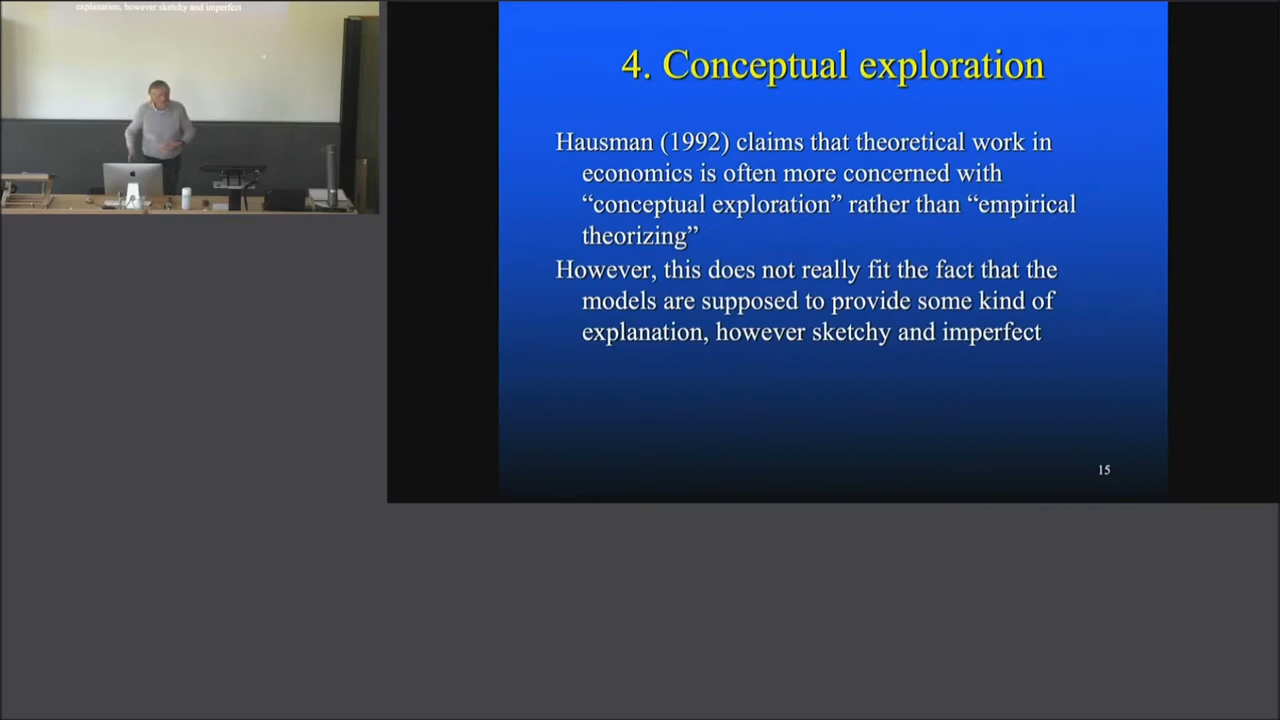 explanation, however sketchy and imperfect
4. Conceptual exploration
Hausman (1992) claims that theoretical work in
economics is often more concerned with
“conceptual exploration” rather than “empirical
theorizing”
However, this does not really fit the fact that the
models are supposed to provide some kind of
explanation, however sketchy and imperfect
15